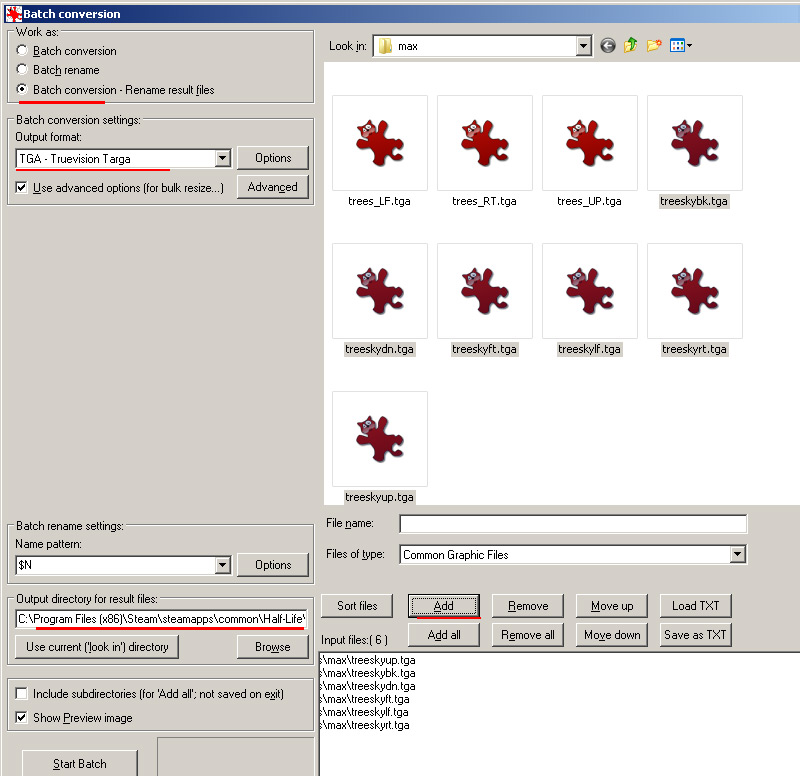 Batch conversion
Work as:
Batch conversion
Batch rename
Batch conversion - Rename result files
Batch conversion settings:
Output format:
TGA - Truevision Targa
Options
Use advanced options (for bulk resize...)
Advanced
Look in:
max
trees_LF.tga
trees_RT.tga
trees_UP.tga
treeskybk.tga
treeskydn.tga
treeskyft.tga
treeskylf.tga
treeskyrt.tga
treeskyup.tga
Batch rename settings:
Name pattern:
$N
Options
Output directory for result files:
C:\Program Files (x86)\Steam\steamapps\common\Half-Life\
Use current ('look in') directory
Browse
Include subdirectories (for 'Add all'; not saved on exit)
Show Preview image
Start Batch
File name:
Files of type:
Common Graphic Files
Sort files
Add
Remove
Move up
Load TXT
Input files:( 6 )
Add all
Remove all
Move down
Save as TXT
s\max\treeskyup.tga
s\max\treeskybk.tga
s\max\treeskydn.tga
s\max\treeskyft.tga
s\max\treeskylf.tga
s\max\treeskyrt.tga